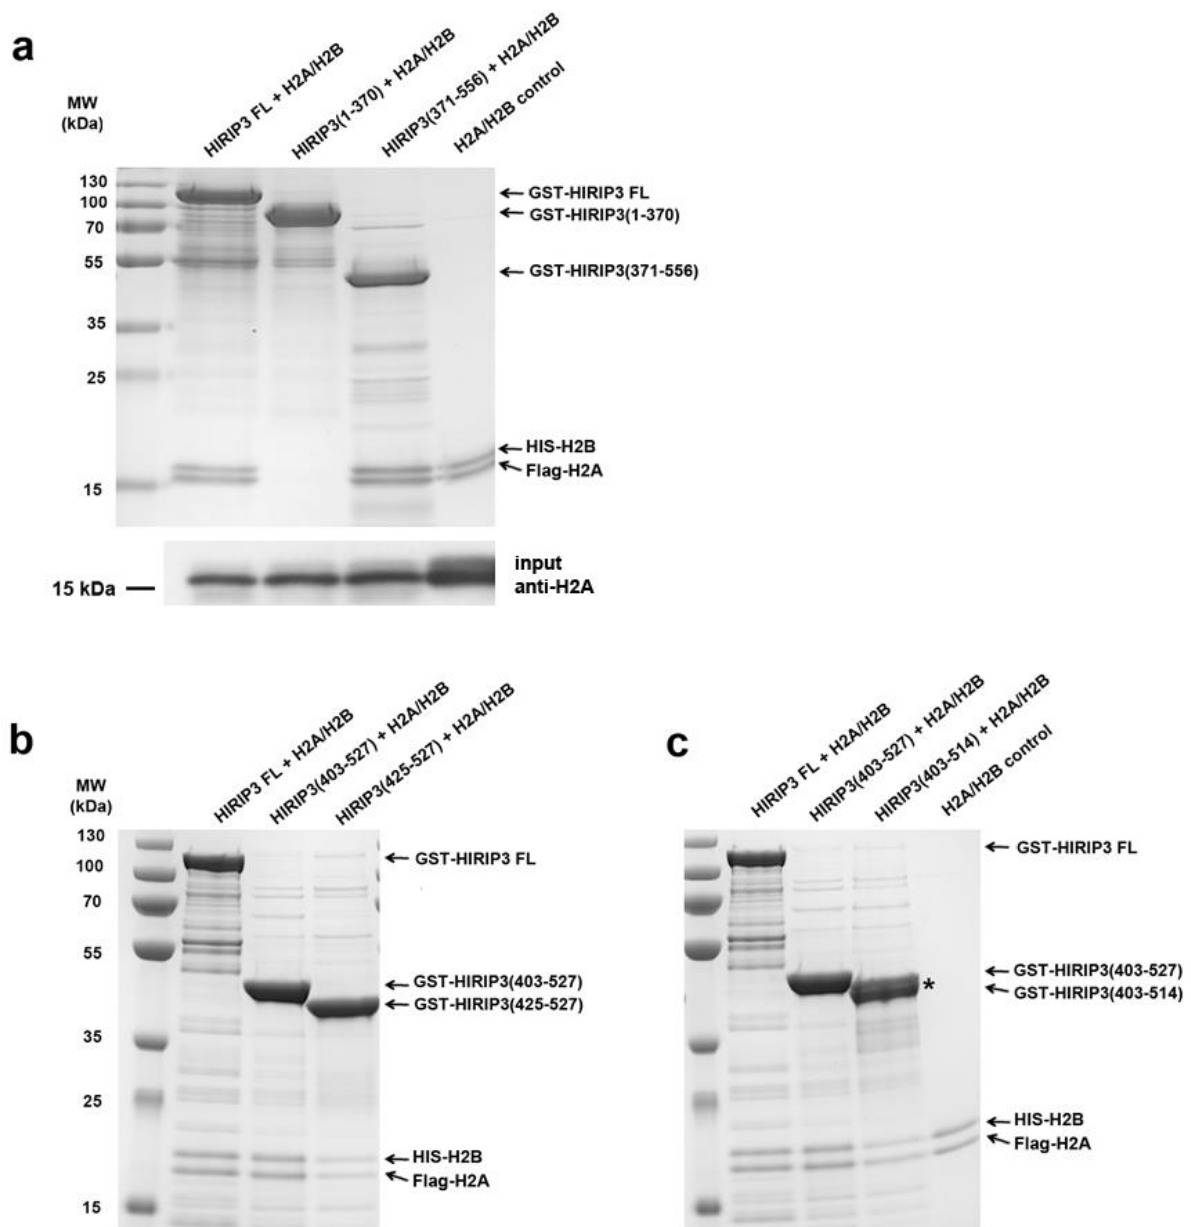 a
MW
(kDa)
HIRIP3 FL + H2A/H2B
HIRIP3(1-370) + H2A/H2B
HIRIP3(371-556) + H2A/H2B
H2A/H2B control
130
100
70
55
35
25
15
GST-HIRIP3 FL
GST-HIRIP3(1-370)
GST-HIRIP3(371-556)
HIS-H2B
Flag-H2A
15 kDa
input
anti-H2A
b
MW
(kDa)
HIRIP3 FL + H2A/H2B
HIRIP3(403-527) + H2A/H2B
HIRIP3(425-527) + H2A/H2B
130
100
70
55
35
25
15
GST-HIRIP3 FL
GST-HIRIP3(403-527)
GST-HIRIP3(425-527)
HIS-H2B
Flag-H2A
c
HIRIP3 FL + H2A/H2B
HIRIP3(403-527) + H2A/H2B
HIRIP3(403-514) + H2A/H2B
H2A/H2B control
GST-HIRIP3 FL
GST-HIRIP3(403-527)
*
GST-HIRIP3(403-514)
HIS-H2B
Flag-H2A